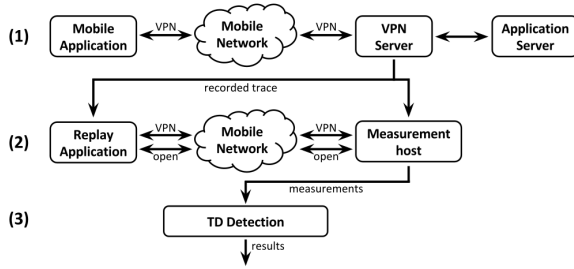 (1)
Mobile
Application
VPN
Mobile
Network
VPN
VPN
Server
Application
Server
recorded trace
(2)
Replay
Application
VPN
open
Mobile
Network
VPN
open
Measurement
host
measurements
(3)
TD Detection
results